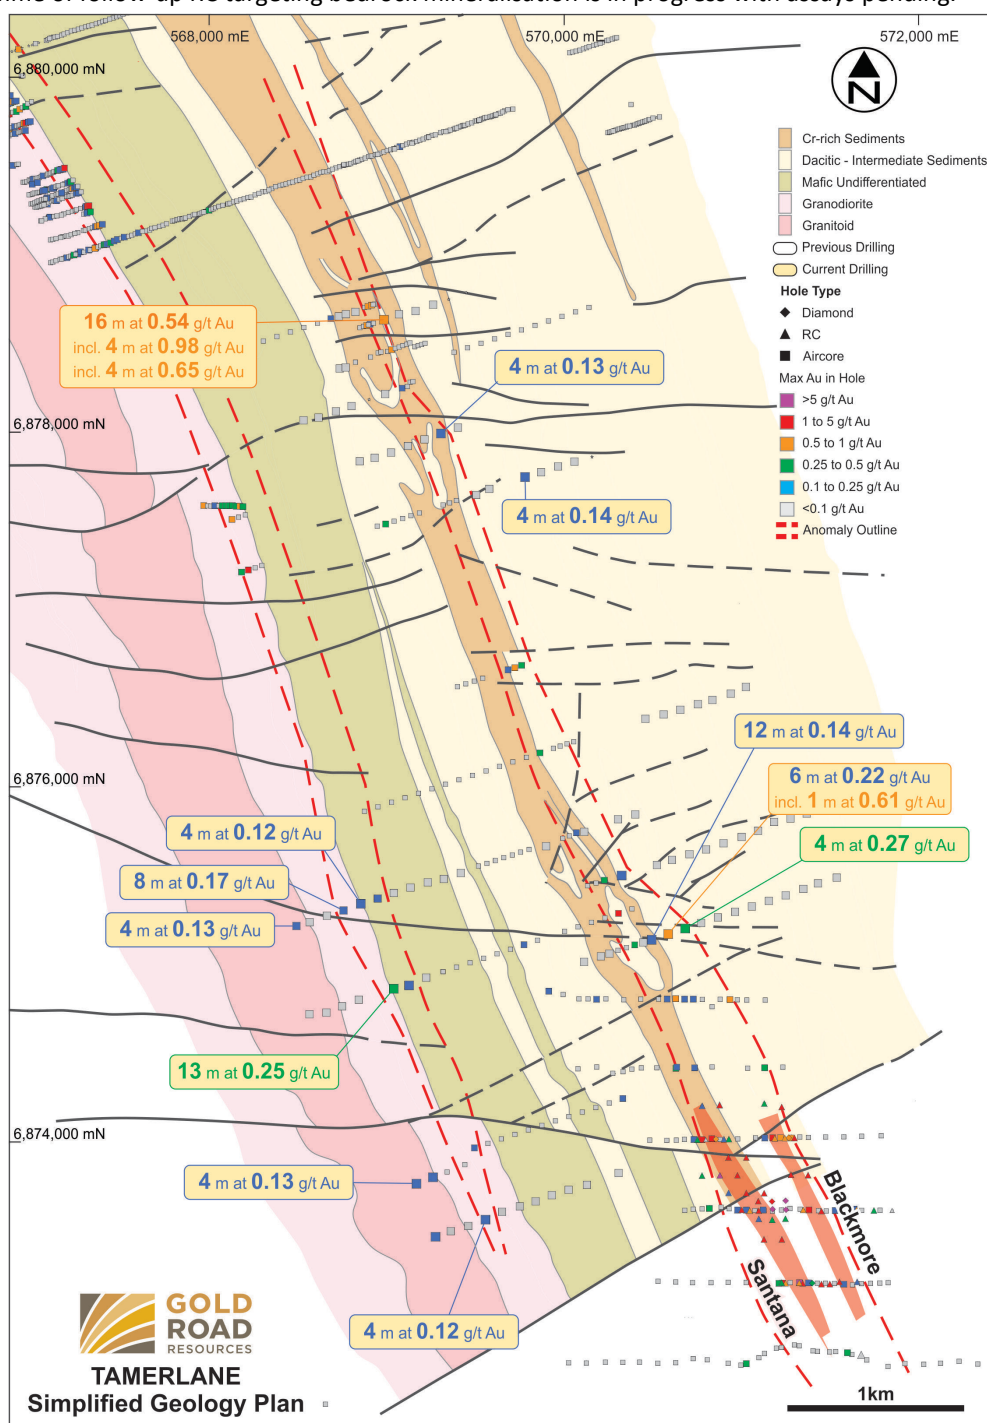 568,000 mE
570,000 mE
572,000 mE
6,880,000 mN
N
Cr-rich Sediments
Dacitic - Intermediate Sediments
Mafic Undifferentiated
Granodiorite
Granitoid
Previous Drilling
Current Drilling
Hole Type
Diamond
RC
Aircore
Max Au in Hole
>5 g/t Au
1 to 5 g/t Au
0.5 to 1 g/t Au
0.25 to 0.5 g/t Au
0.1 to 0.25 g/t Au
<0.1 g/t Au
Anomaly Outline
16 m at 0.54 g/t Au
incl. 4 m at 0.98 g/t Au
incl. 4 m at 0.65 g/t Au
4 m at 0.13 g/t Au
6,878,000 mN
4 m at 0.14 g/t Au
12 m at 0.14 g/t Au
6,876,000 mN
6 m at 0.22 g/t Au
incl. 1 m at 0.61 g/t Au
4 m at 0.12 g/t Au
4 m at 0.27 g/t Au
8 m at 0.17 g/t Au
4 m at 0.13 g/t Au
13 m at 0.25 g/t Au
6,874,000 mN
4 m at 0.13 g/t Au
Blackmore
Santana
4 m at 0.12 g/t Au
GOLD
ROAD
RESOURCES
TAMERLANE
Simplified Geology Plan
1km